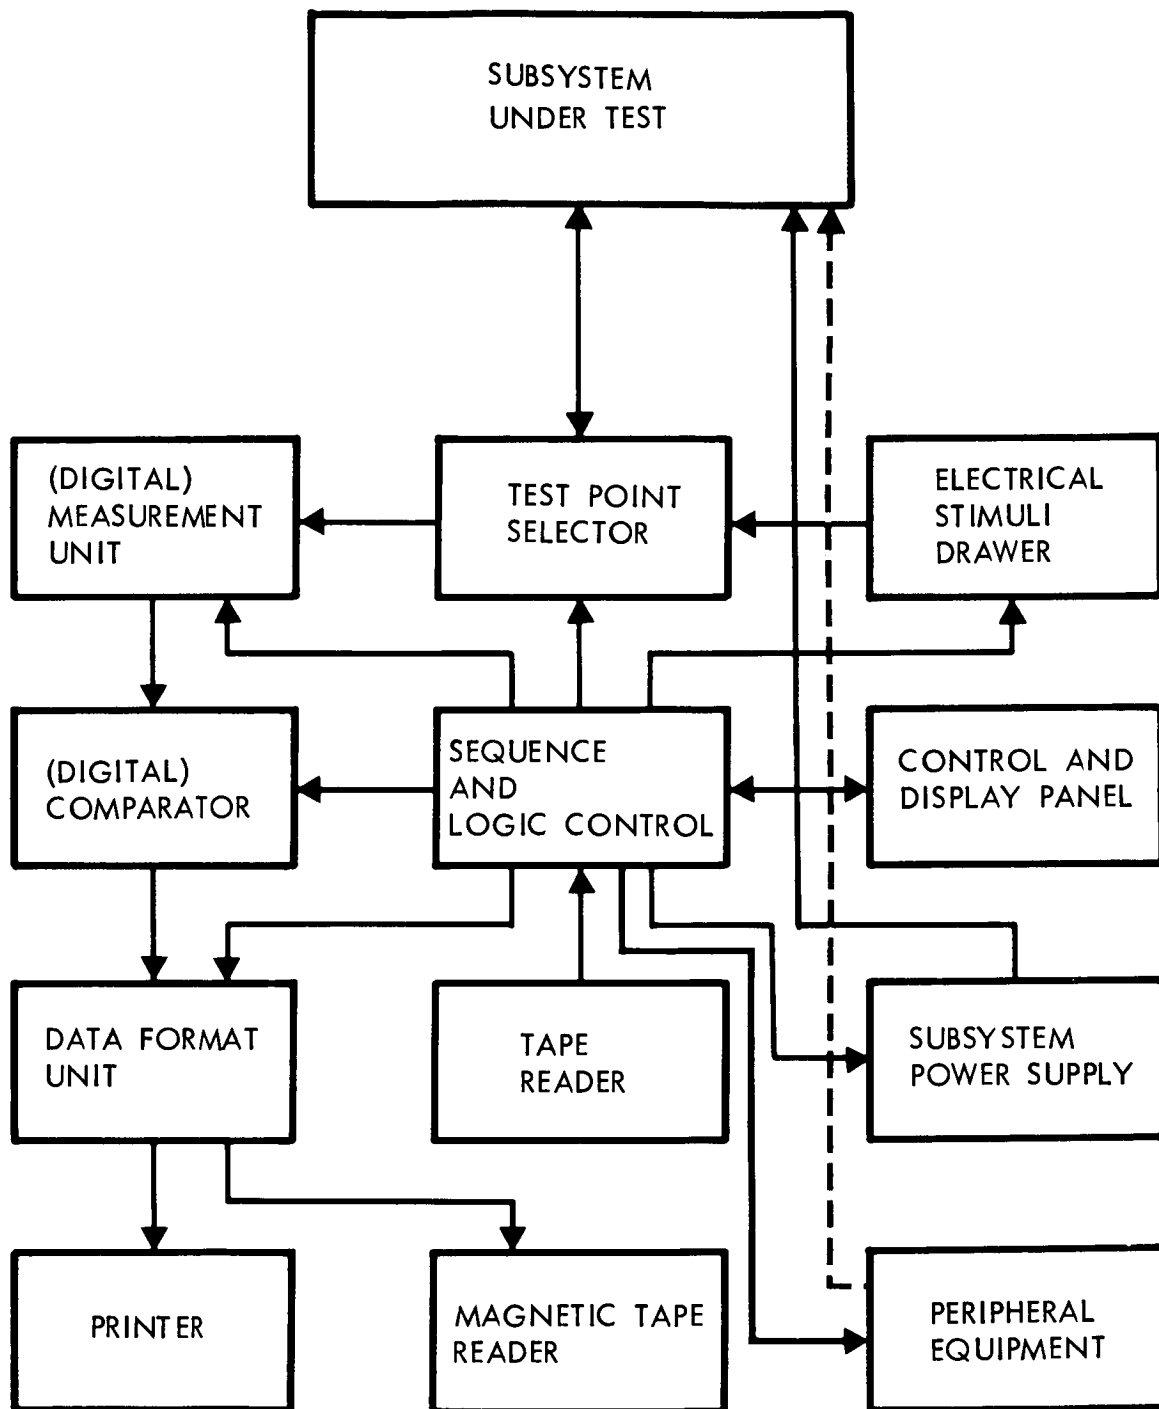 SUBSYSTEM
UNDER TEST
(DIGITAL)
MEASUREMENT
UNIT
TEST POINT
SELECTOR
ELECTRICAL
STIMULI
DRAWER
(DIGITAL)
COMPARATOR
SEQUENCE
AND
LOGIC CONTROL
CONTROL AND
DISPLAY PANEL
DATA FORMAT
UNIT
TAPE
READER
SUBSYSTEM
POWER SUPPLY
PRINTER
MAGNETIC TAPE
READER
PERIPHERAL
EQUIPMENT